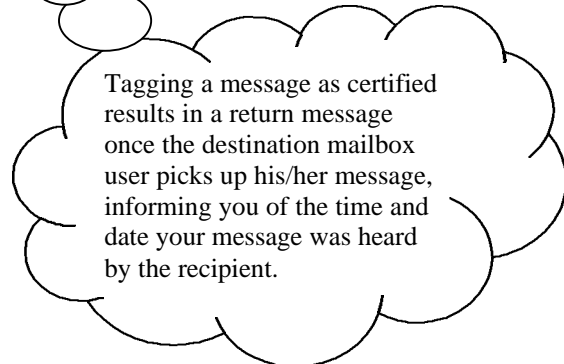 Tagging a message as certified
results in a return message
once the destination mailbox
user picks up his/her message,
informing you of the time and
date your message was heard
by the recipient.